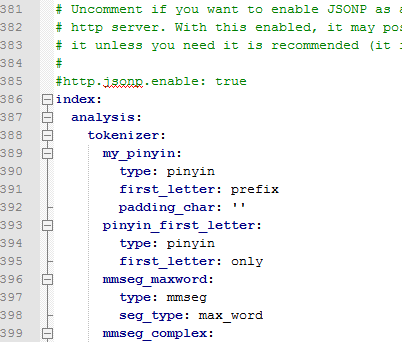 381 # Uncomment if you want to enable JSONP as a
382 # http server. With this enabled, it may pos
383 # it unless you need it is recommended (it i
384 #
385 #http.jsonp.enable: true
386 index:
387 analysis:
388 tokenizer:
389 my_pinyin:
390 type: pinyin
391 first_letter: prefix
392 padding_char: ''
393 pinyin_first_letter:
394 type: pinyin
395 first_letter: only
396 mmseg_maxword:
397 type: mmseg
398 seg_type: max_word
399 mmseg_complex: